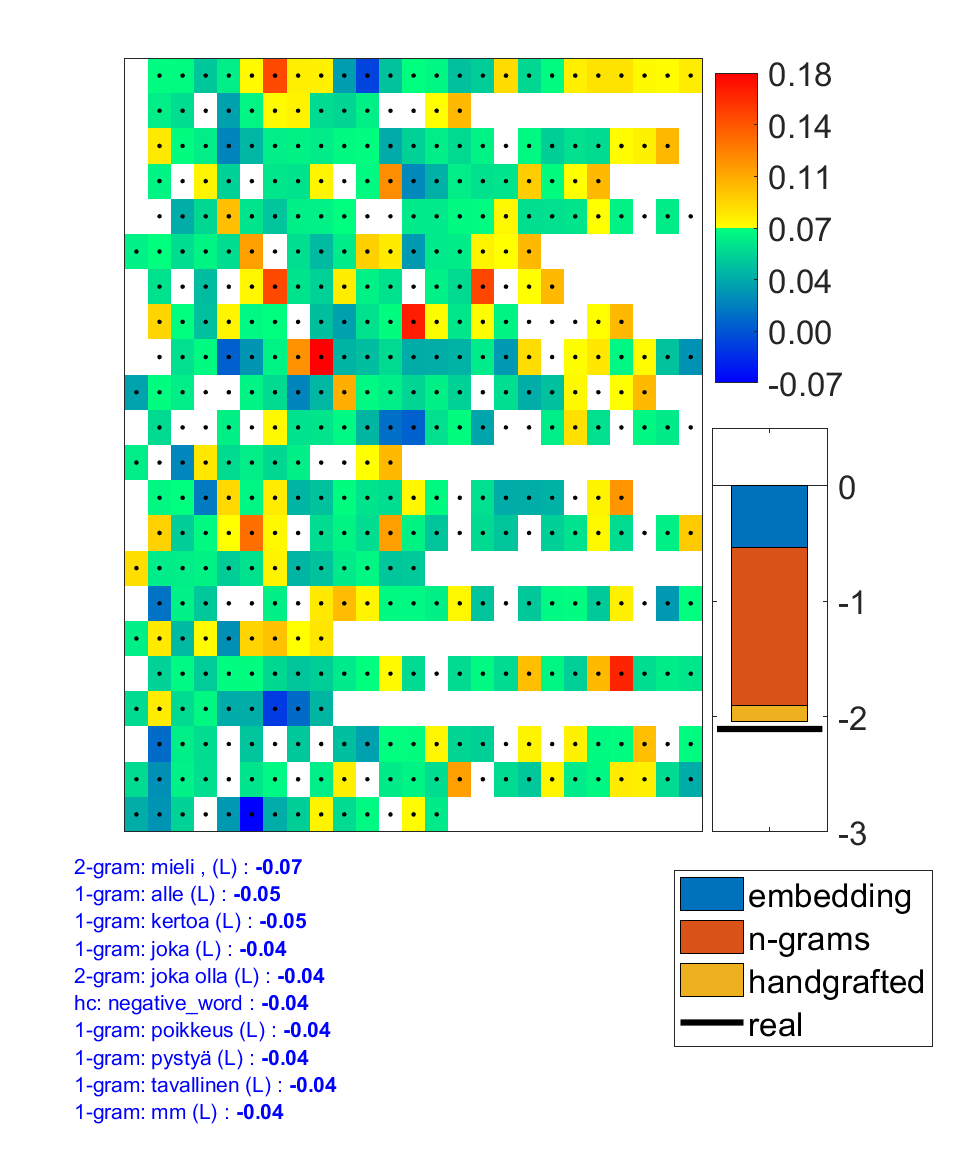 0.18
0.14
0.11
0.07
0.04
0.00
-0.07
0
-1
-2
-3
2-gram: mieli , (L) : -0.07
1-gram: alle (L) : -0.05
1-gram: kertoa (L) : -0.05
1-gram: joka (L) : -0.04
2-gram: joka olla (L) : -0.04
hc: negative_word : -0.04
1-gram: poikkeus (L) : -0.04
1-gram: pystyä (L) : -0.04
1-gram: tavallinen (L) : -0.04
1-gram: mm (L) : -0.04
embedding
n-grams
handgrafted
real